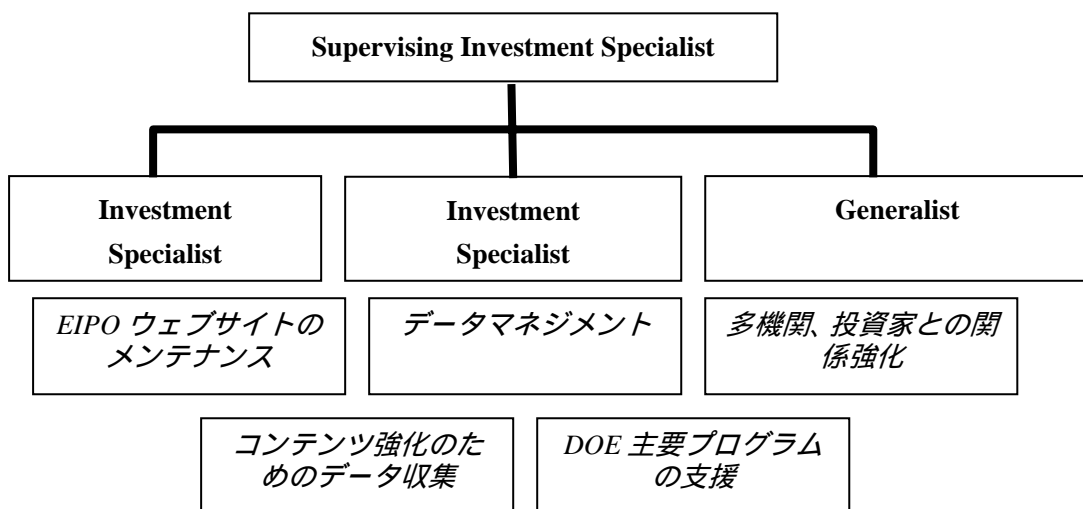 Supervising Investment Specialist
Investment
Specialist
Investment
Specialist
Generalist
EIPO ウェブサイトの
メンテナンス
データマネジメント
多機関、投資家との関
係強化
コンテンツ強化のた
めのデータ収集
DOE 主要プログラム
の支援